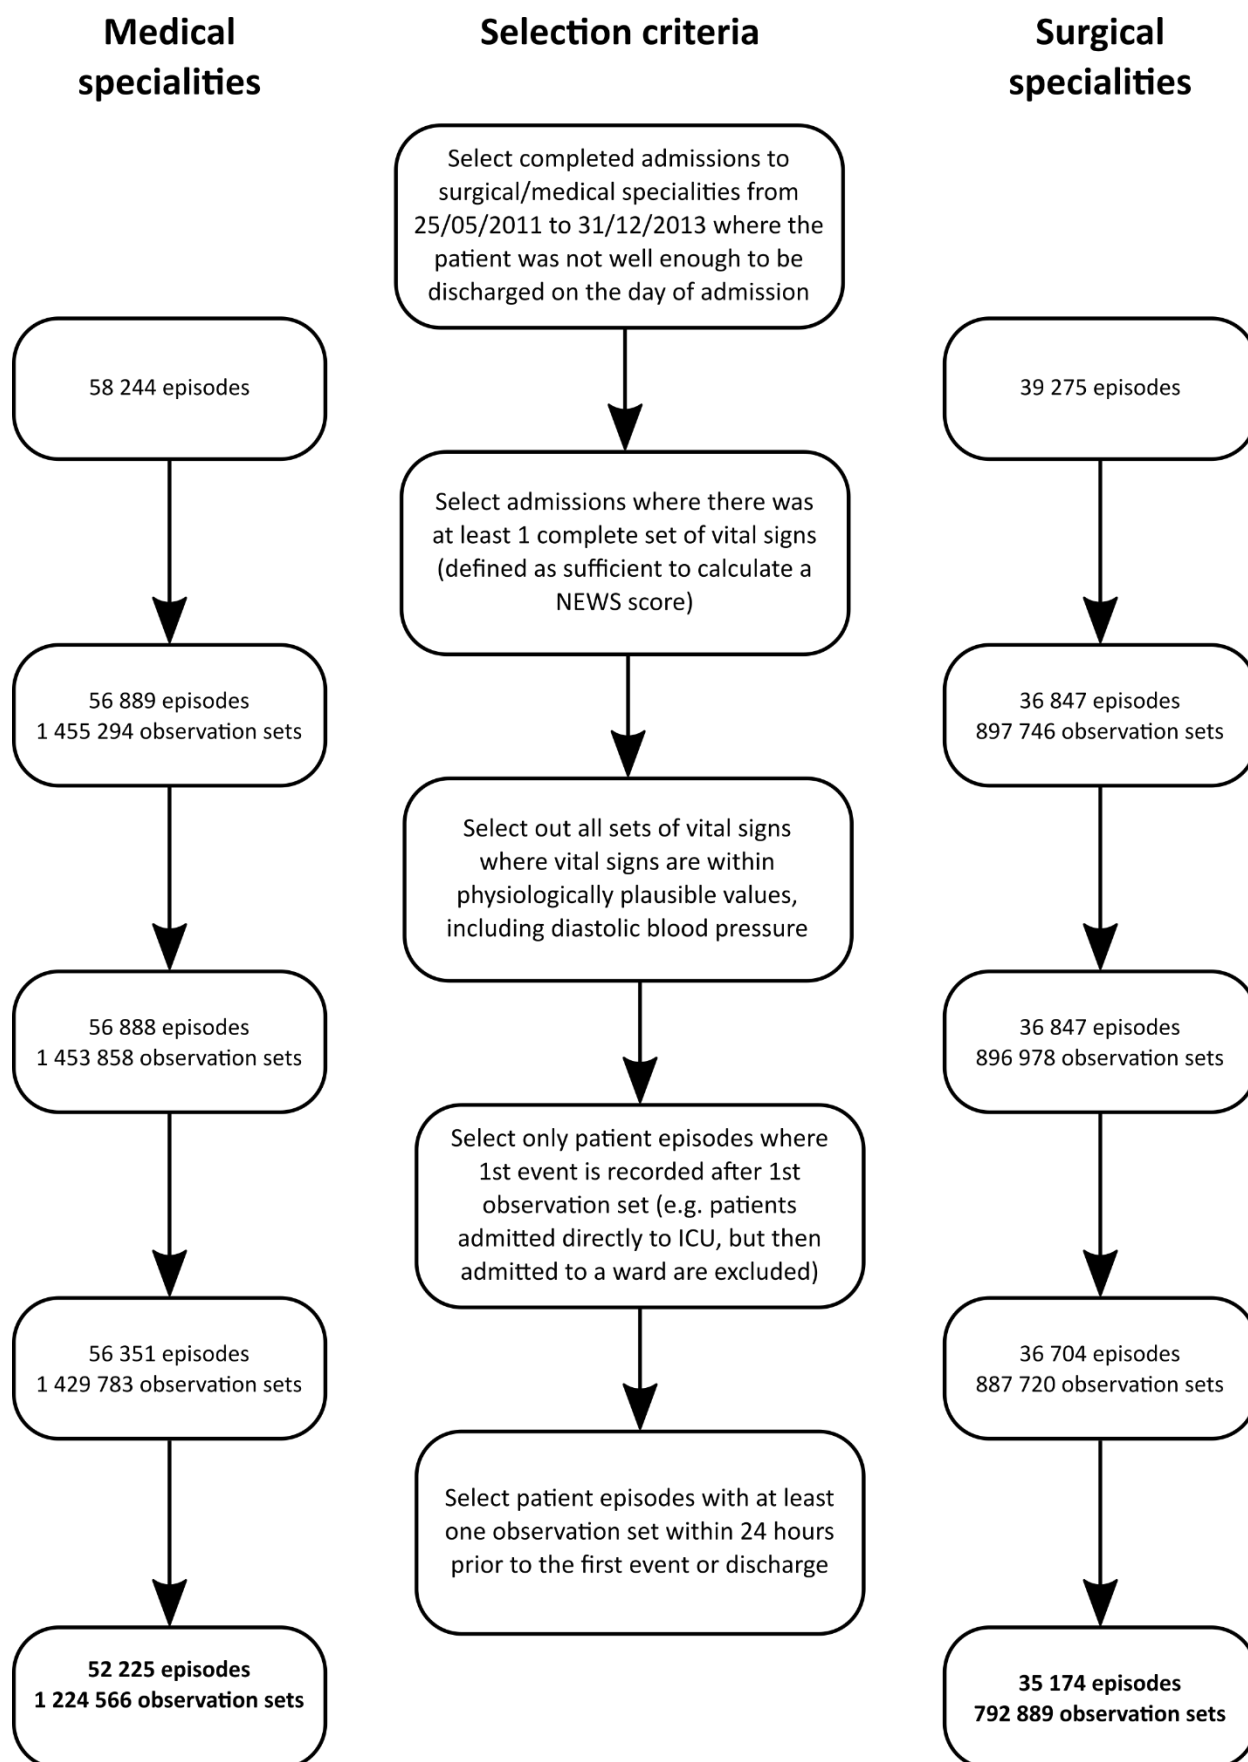 Medical
specialities
Selection criteria
Surgical
specialities
Select completed admissions to
surgical/medical specialities from
25/05/2011 to 31/12/2013 where the
patient was not well enough to be
discharged on the day of admission
58 244 episodes
39 275 episodes
Select admissions where there was
at least 1 complete set of vital signs
(defined as sufficient to calculate a
NEWS score)
56 889 episodes
1 455 294 observation sets
36 847 episodes
897 746 observation sets
Select out all sets of vital signs
where vital signs are within
physiologically plausible values,
including diastolic blood pressure
56 888 episodes
1 453 858 observation sets
36 847 episodes
896 978 observation sets
Select only patient episodes where
1st event is recorded after 1st
observation set (e.g. patients
admitted directly to ICU, but then
admitted to a ward are excluded)
56 351 episodes
1 429 783 observation sets
36 704 episodes
887 720 observation sets
Select patient episodes with at least
one observation set within 24 hours
prior to the first event or discharge
52 225 episodes
1 224 566 observation sets
35 174 episodes
792 889 observation sets